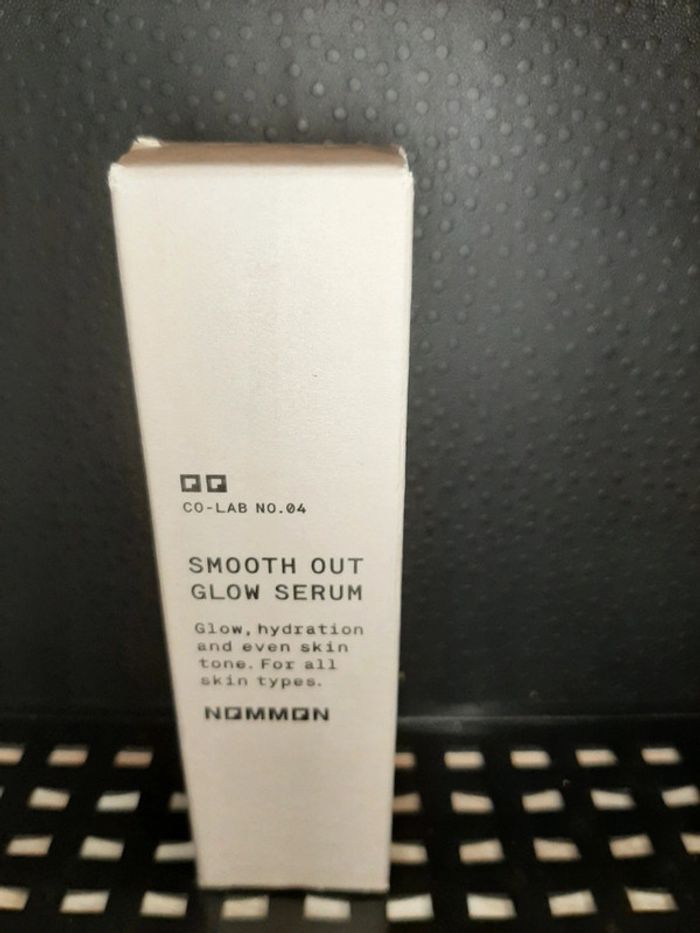 CO-LAB NO.04
SMOOTH OUT
GLOW SERUM
Glow, hydration
and even skin
tone. For all
skin types.
NOMMON